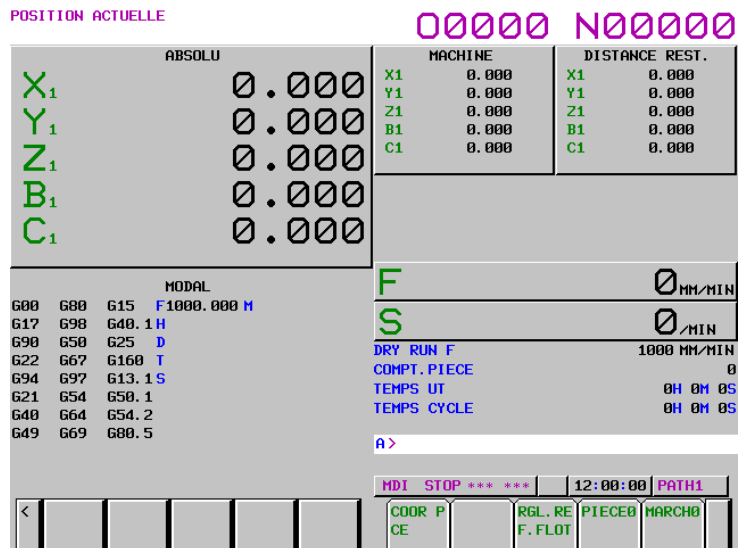 POSITION ACTUELLE
O0000 N00000
ABSOLU
X1 0.000
Y1 0.000
Z1 0.000
B1 0.000
C1 0.000
MACHINE
X1 0.000
Y1 0.000
Z1 0.000
B1 0.000
C1 0.000
DISTANCE REST.
X1 0.000
Y1 0.000
Z1 0.000
B1 0.000
C1 0.000
F 0 MM/MIN
S 0 /MIN
MODAL
G00 G80 G15 F1000.000 M
G17 G98 G40.1 H
G90 G50 G25 D
G22 G67 G160 T
G94 G97 G13.1 S
G21 G54 G50.1
G40 G64 G54.2
G49 G69 G80.5
DRY RUN F 1000 MM/MIN
COMPT.PIECE 0
TEMPS UT 0H 0M 0S
TEMPS CYCLE 0H 0M 0S
A>
MDI STOP *** *** 12:00:00 PATH1
<
COOR P
CE
RGL.RE
F.FLOT
PIECE0
MARCH0